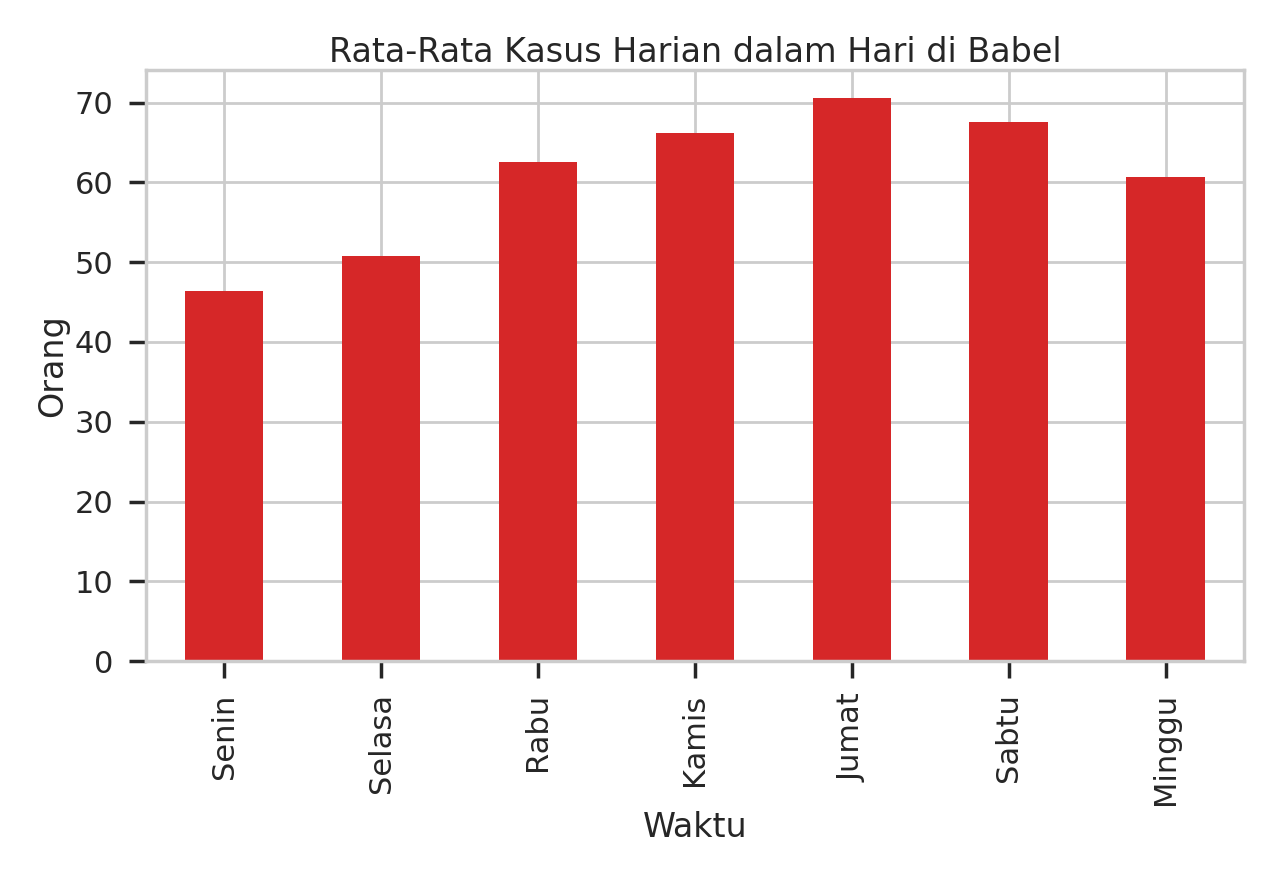 Rata-Rata Kasus Harian dalam Hari di Babel
70
60
50
40
30
20
10
0
Orang
Senin
Selasa
Rabu
Kamis
Jumat
Sabtu
Minggu
Waktu